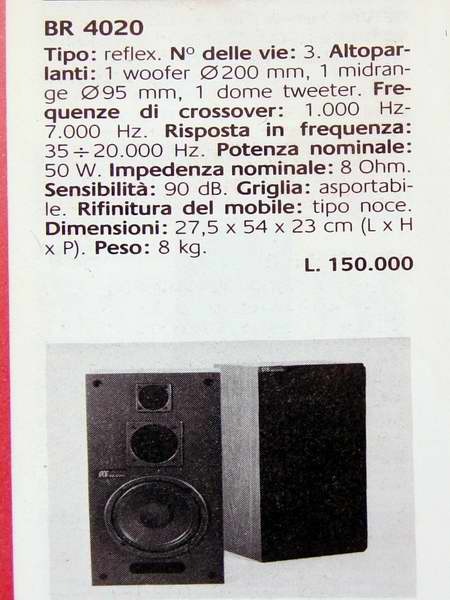 BR 4020
Tipo: reflex. N° delle vie: 3. Altopar-
lanti: 1 woofer Ø 200 mm, 1 midran-
ge Ø 95 mm, 1 dome tweeter. Fre-
quenze di crossover: 1.000 Hz-
7.000 Hz. Risposta in frequenza:
35÷20.000 Hz. Potenza nominale:
50 W. Impedenza nominale: 8 Ohm.
Sensibilità: 90 dB. Griglia: asportabi-
le. Rifinitura del mobile: tipo noce.
Dimensioni: 27,5 x 54 x 23 cm (L x H
x P). Peso: 8 kg.
L. 150.000